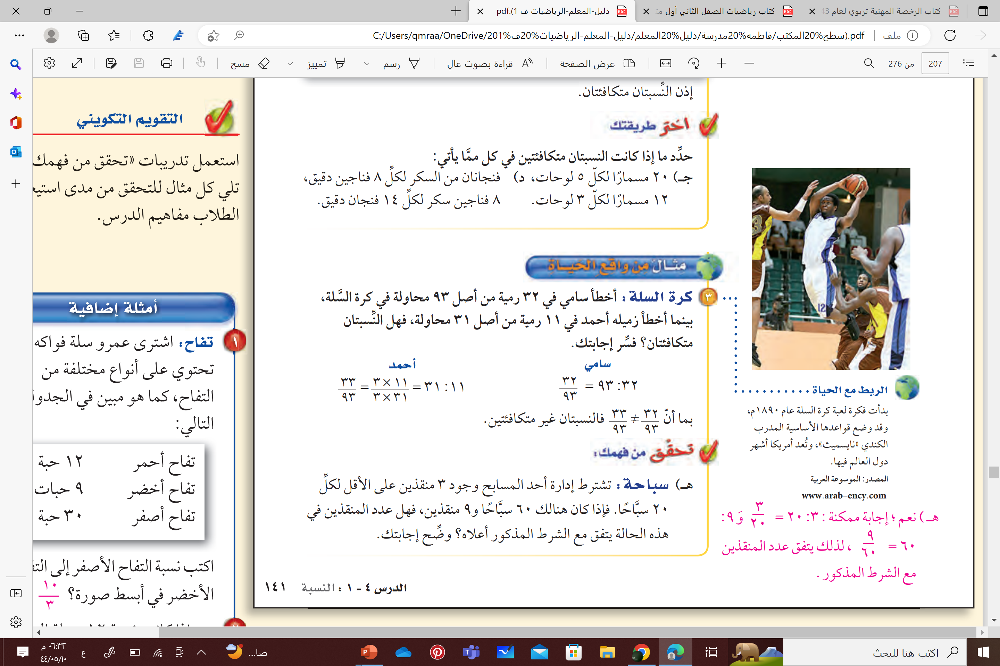 كتاب الرخصة المهنية تربوي لعام 43
كتاب رياضيات الصفل الثاني أول
دليل-المعلم-الرياضيات ف 1).pdf
ملف
C:/Users/qmraa/OneDrive/سطح%20المكتب/فاطمه%20مدرسة/دليل%20المعلم/دليل-المعلم-الرياضيات%20ف%201).pdf
207
من 276
عرض الصفحة
قراءة بصوت عالٍ
رسم
تمييز
مسح
إذن النِّسبتان متكافئتان.
اختر طريقتك
حدِّد ما إذا كانت النسبتان متكافئتين في كل ممَّا يأتي:
جـ) ٢٠ مسمارًا لكلّ ٥ لوحات،
١٢ مسمارًا لكلّ ٣ لوحات.
د) فنجانان من السكر لكلِّ ٨ فناجين دقيق،
٨ فناجين سكر لكلِّ ١٤ فنجان دقيق.
مثال من واقع الحياة
٣ كرة السلة: أخطأ سامي في ٣٢ رمية من أصل ٩٣ محاولة في كرة السَّلة،
بينما أخطأ زميله أحمد في ١١ رمية من أصل ٣١ محاولة، فهل النِّسبتان
متكافئتان؟ فسِّر إجابتك.
سامي
٣٢ : ٩٣ = ٣٢/٩٣
أحمد
١١ : ٣١ = ١١ × ٣/٣١ × ٣ = ٣٣/٩٣
بما أنّ ٣٢/٩٣ ≠ ٣٣/٩٣ فالنسبتان غير متكافئتين.
تحقَّق من فهمك:
هـ) سباحة: تشترط إدارة أحد المسابح وجود ٣ منقذين على الأقل لكلِّ
٢٠ سبَّاحًا. فإذا كان هنالك ٦٠ سبَّاحًا و٩ منقذين، فهل عدد المنقذين في
هذه الحالة يتفق مع الشرط المذكور أعلاه؟ وضِّح إجابتك.
الدرس ٤ - ١ : النسبة ١٤١
12
الربط مع الحياة
بدأت فكرة لعبة كرة السلة عام ١٨٩٠م،
وقد وضع قواعدها الأساسية المدرب
الكندي «نايسميث»، وتُعد أمريكا أشهر
دول العالم فيها.
المصدر: الموسوعة العربية
www.arab-ency.com
هـ) نعم ؛ إجابة ممكنة : ٣: ٢٠ = ٣/٢٠ وَ ٩:
٦٠ = ٩/٦٠ ، لذلك يتفق عدد المنقذين
مع الشرط المذكور .
التقويم التكويني
استعمل تدريبات «تحقق من فهمك
تلي كل مثال للتحقق من مدى استيع
الطلاب مفاهيم الدرس.
أمثلة إضافية
١ تفاح: اشترى عمرو سلة فواكه
تحتوي على أنواع مختلفة من
التفاح، كما هو مبين في الجدول
التالي:
تفاح أحمر ١٢ حبة
تفاح أخضر ٩ حبات
تفاح أصفر ٣٠ حبة
اكتب نسبة التفاح الأصفر إلى التف
الأخضر في أبسط صورة؟ ١٠/٣
اكتب هنا للبحث
صا...
ع
٠٦:٣٢ م
٤٤/٠٥/١٠